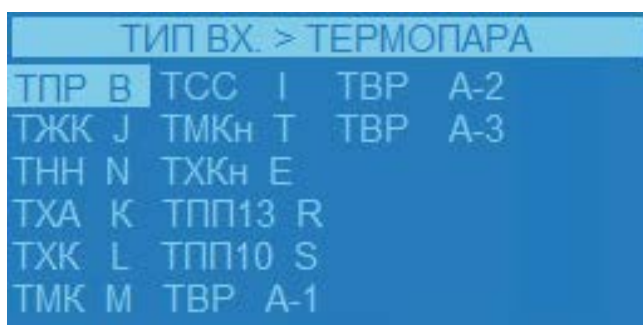 ТИП ВХ. > ТЕРМОПАРА
ТПР B ТСС I ТВР А-2
ТЖК J ТМКн T ТВР А-3
ТНН N ТХКн E
ТХА K ТПП13 R
ТХК L ТПП10 S
ТМК M ТВР А-1